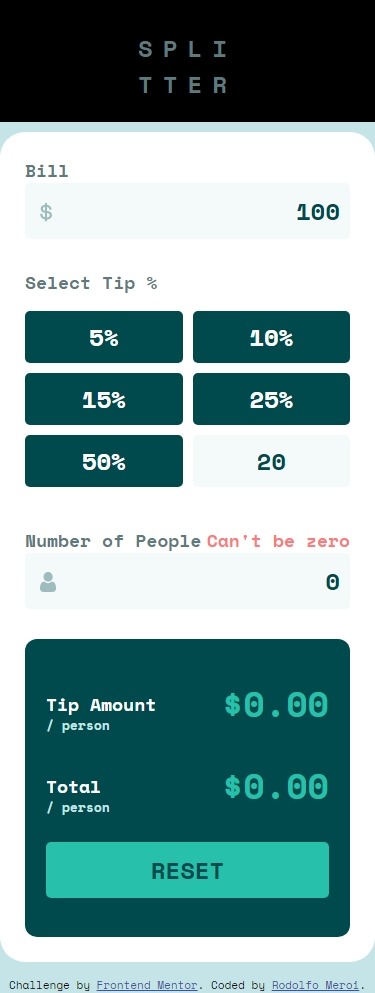 SPLI
TTER
Bill
$ 100
Select Tip %
5% 10%
15% 25%
50% 20
Number of People Can't be zero
0
Tip Amount $0.00
/ person
Total $0.00
/ person
RESET
Challenge by Frontend Mentor. Coded by Rodolfo Meroi.